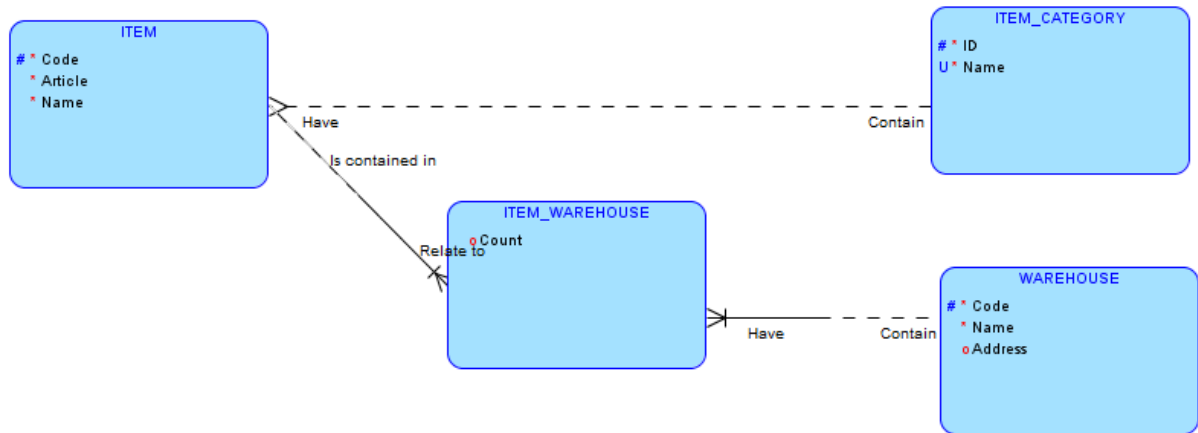 ITEM
# * Code
* Article
* Name
ITEM_CATEGORY
# * ID
U * Name
Have
Contain
Is contained in
ITEM_WAREHOUSE
o Count
Relate to
WAREHOUSE
# * Code
* Name
o Address
Have
Contain